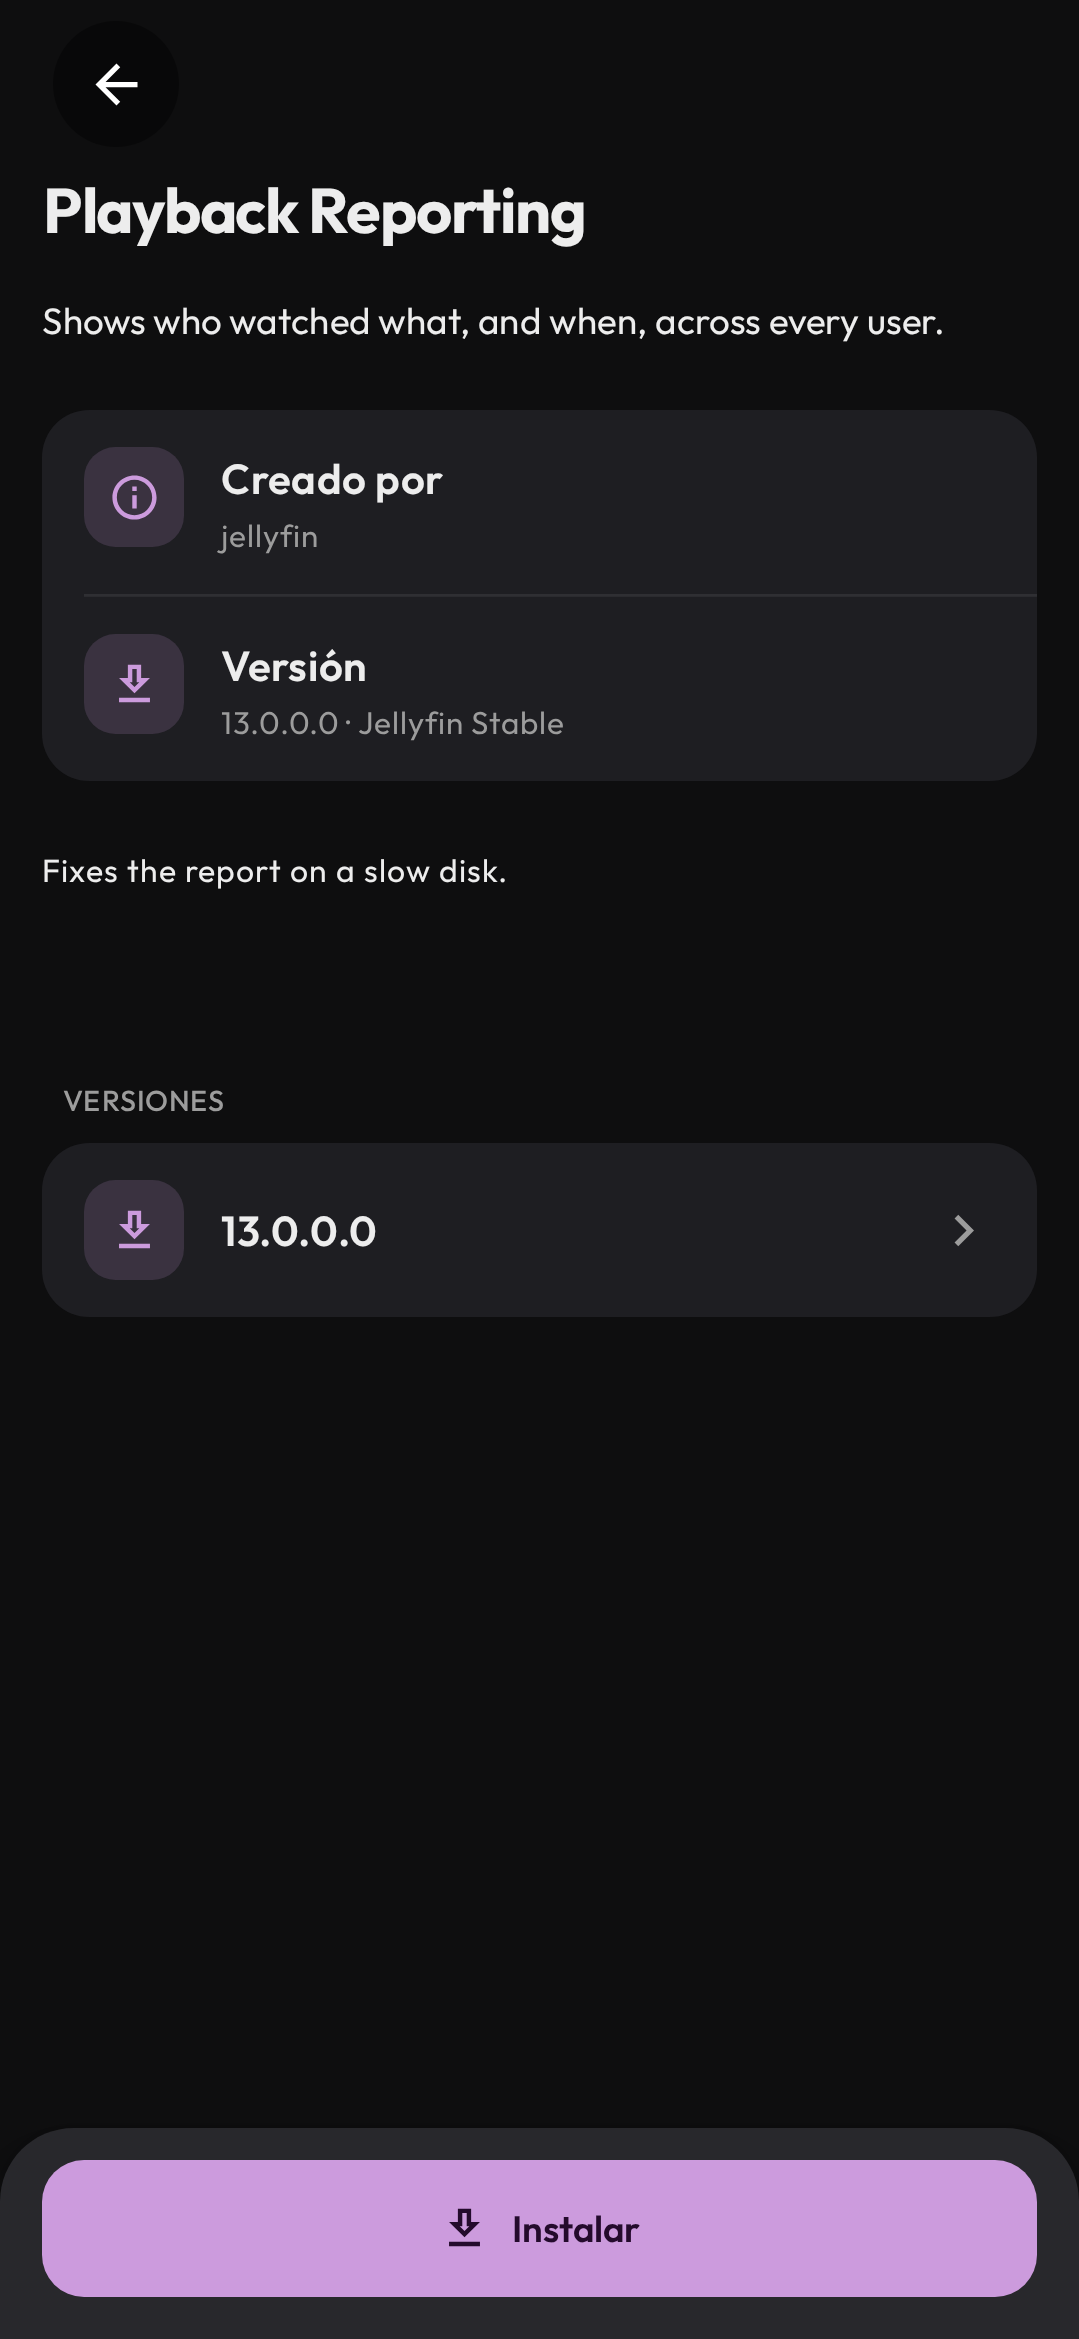 Playback Reporting
Shows who watched what, and when, across every user.
Creado por
jellyfin
Versión
13.0.0.0 · Jellyfin Stable
Fixes the report on a slow disk.
VERSIONES
13.0.0.0
Instalar